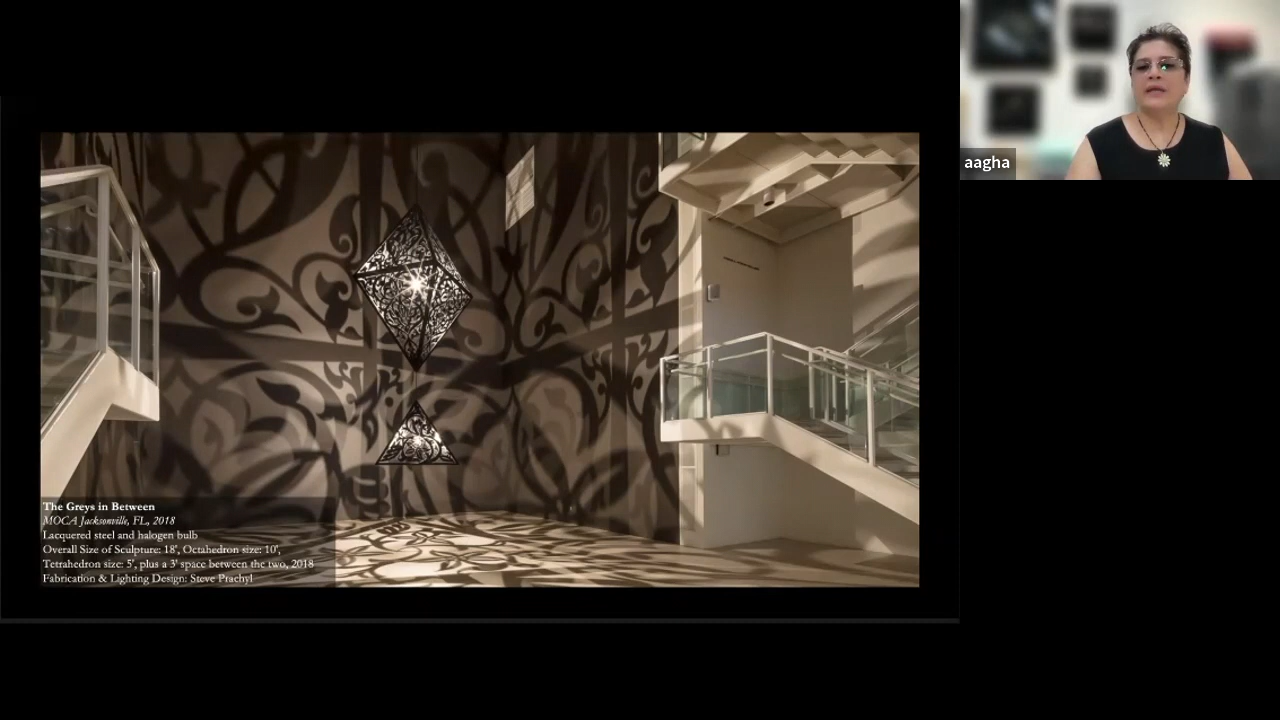 aagha
The Greys in Between
MOCA Jacksonville, FL, 2018
Lacquered steel and halogen bulb
Overall Size of Sculpture: 18', Octahedron size: 10',
Tetrahedron size: 5', plus a 3' space between the two, 2018
Fabrication & Lighting Design: Steve Prachyl